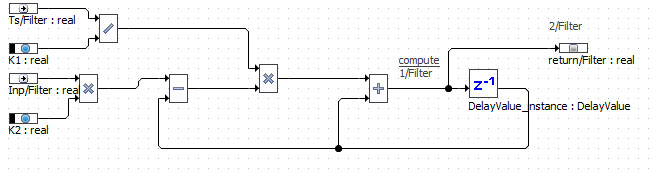 Ts/Filter : real
K1 : real
Inp/Filter : real
K2 : real
compute
1/Filter
2/Filter
return/Filter : real
z-1
DelayValue_instance : DelayValue